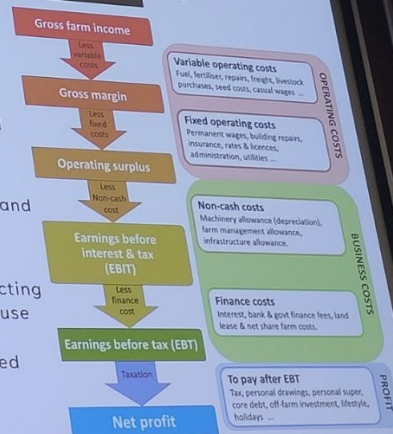 Gross farm income
Less
variable
costs
Gross margin
Less
fixed
costs
Operating surplus
Less
Non-cash
cost
Earnings before
interest & tax
(EBIT)
Less
finance
cost
Earnings before tax (EBT)
Taxation
Net profit
Variable operating costs
Fuel, fertiliser, repairs, freight, livestock
purchases, seed costs, casual wages ...
Fixed operating costs
Permanent wages, building repairs,
insurance, rates & licences,
administration, utilities ...
OPERATING COSTS
Non-cash costs
Machinery allowance (depreciation),
farm management allowance,
infrastructure allowance.
Finance costs
Interest, bank & govt finance fees, land
lease & net share farm costs.
BUSINESS COSTS
To pay after EBT
Tax, personal drawings, personal super,
core debt, off-farm investment, lifestyle,
holidays ...
PROFIT
and
cting
use
ed